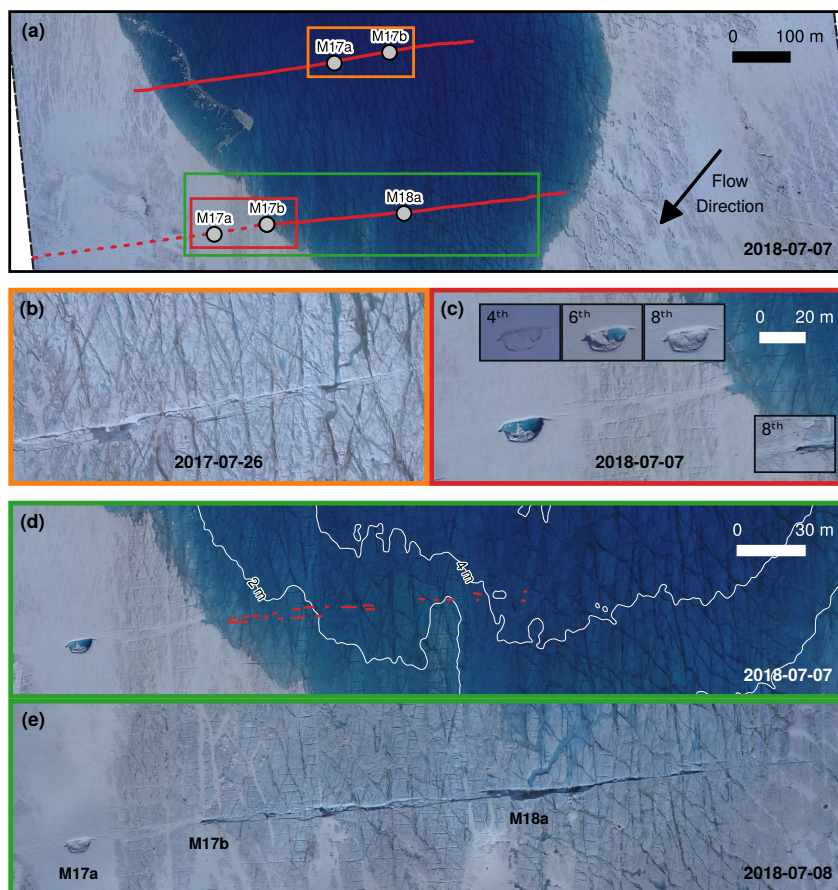 (a)
M17a
M17b
0 100 m
M17a
M17b
M18a
Flow
Direction
2018-07-07
(b)
2017-07-26
(c)
4th
6th
8th
0 20 m
8th
2018-07-07
(d)
0 30 m
2 m
4 m
2018-07-07
(e)
M18a
M17b
M17a
2018-07-08